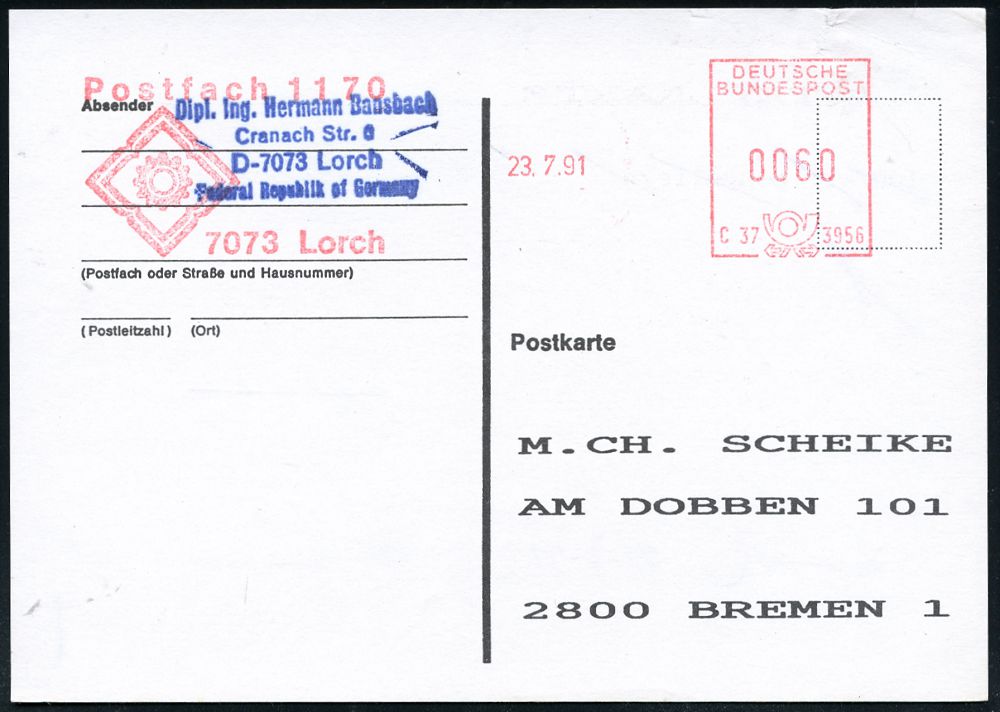 Postfach 1170
Absender
Dipl. Ing. Hermann Bausbach
Cranach Str. 6
D-7073 Lorch
Federal Republik of Germany
7073 Lorch
(Postfach oder Straße und Hausnummer)
(Postleitzahl) (Ort)
23. 7.91
DEUTSCHE
BUNDESPOST
0060
C 37 3956
Postkarte
M.CH. SCHEIKE
AM DOBBEN 101
2800 BREMEN 1